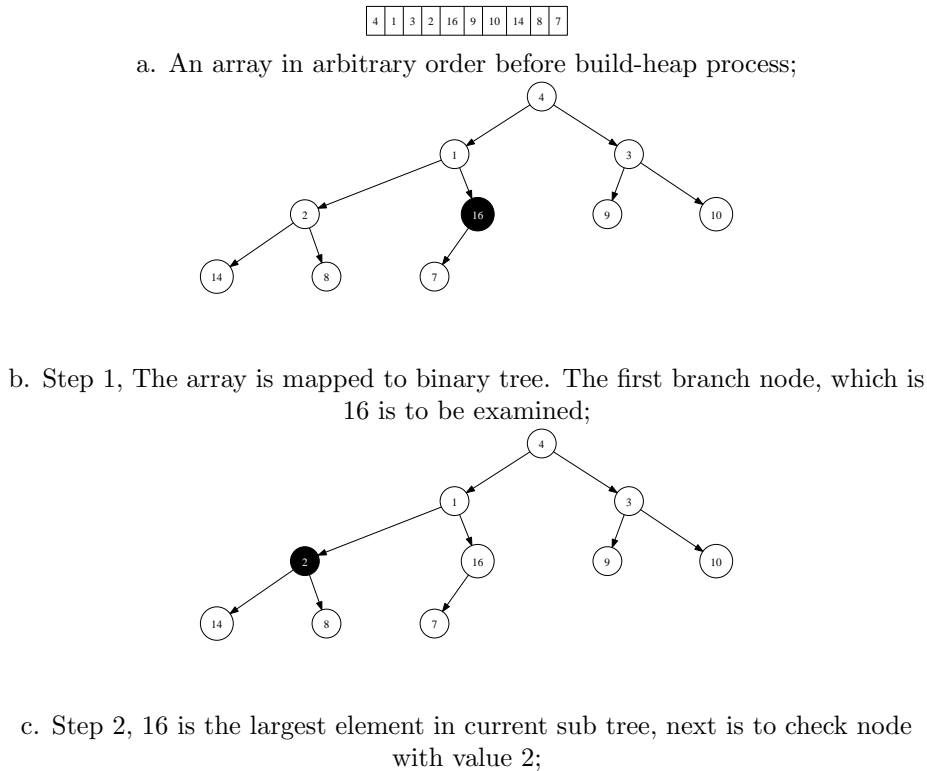 4 1 3 2 16 9 10 14 8 7
a. An array in arbitrary order before build-heap process;
4
1 3
2 16 9 10
14 8 7
b. Step 1, The array is mapped to binary tree. The first branch node, which is
16 is to be examined;
4
1 3
2 16 9 10
14 8 7
c. Step 2, 16 is the largest element in current sub tree, next is to check node
with value 2;